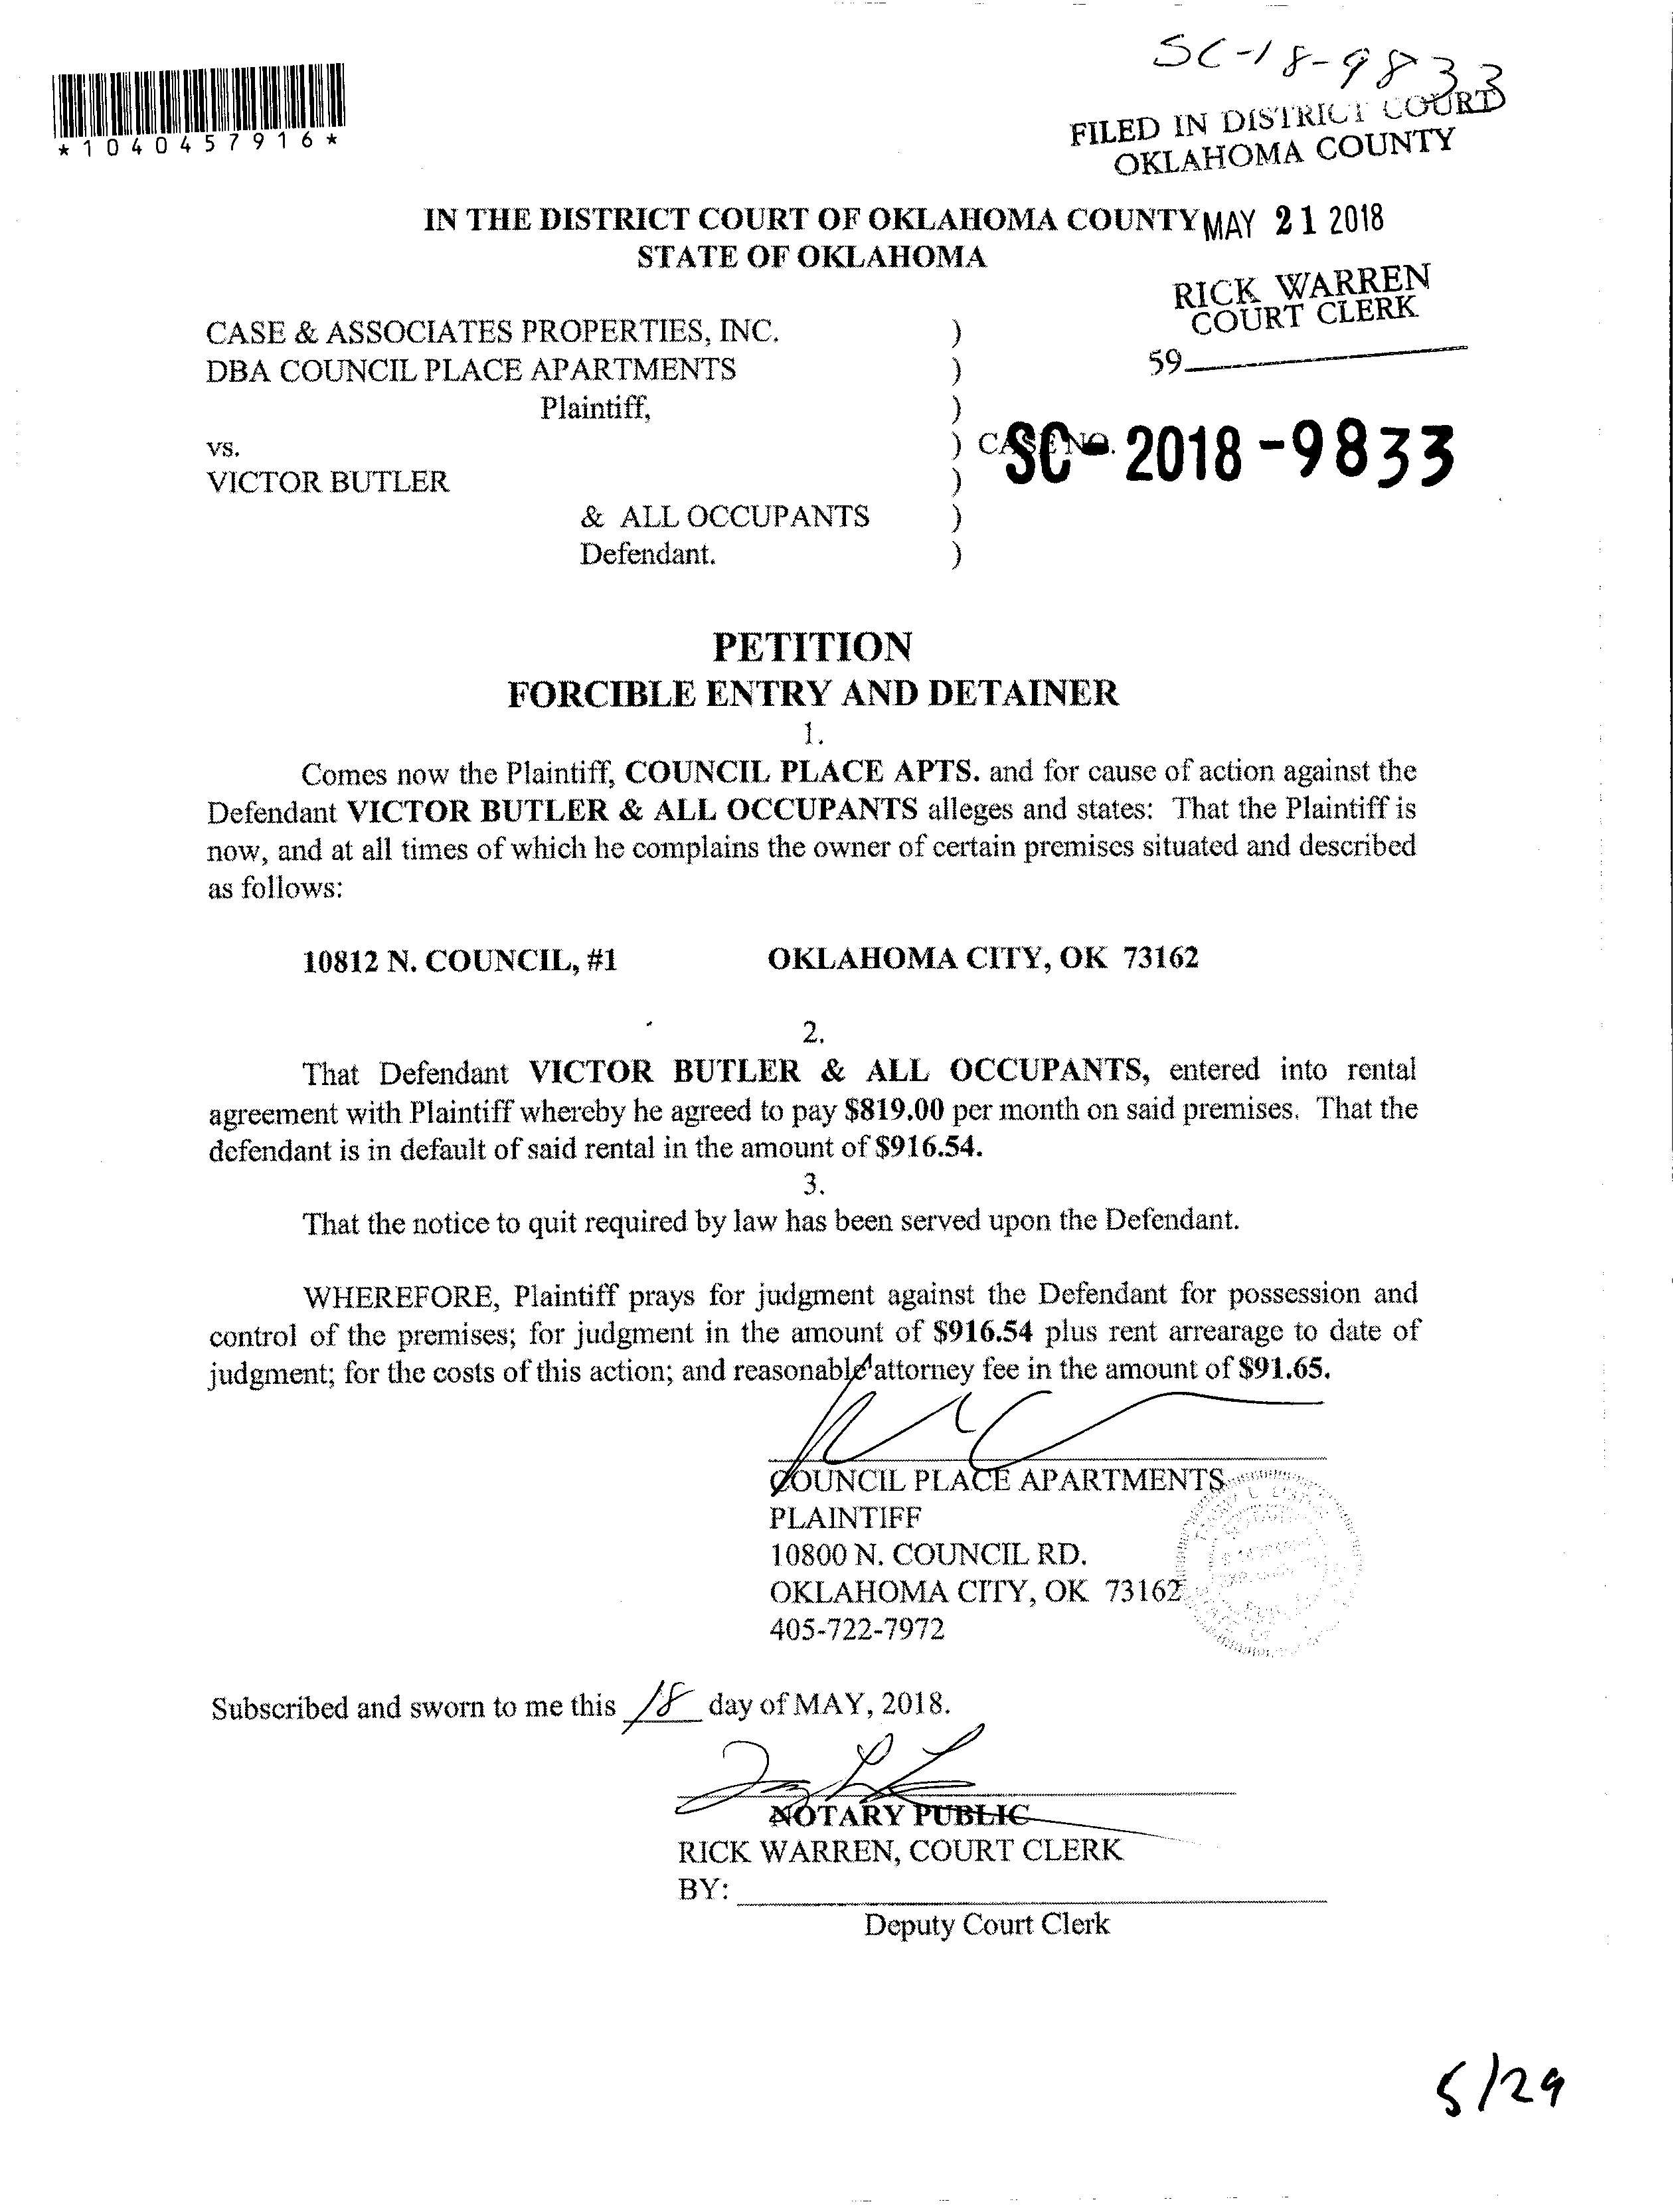 SC-18-9833
*1040457916*
FILED IN DISTRICT COURT
OKLAHOMA COUNTY
IN THE DISTRICT COURT OF OKLAHOMA COUNTY MAY 21 2018
STATE OF OKLAHOMA
RICK WARREN
COURT CLERK
59
CASE & ASSOCIATES PROPERTIES, INC. )
DBA COUNCIL PLACE APARTMENTS )
Plaintiff, )
vs. ) CASE NO. SC-2018-9833
VICTOR BUTLER )
& ALL OCCUPANTS )
Defendant. )
PETITION
FORCIBLE ENTRY AND DETAINER
1.
Comes now the Plaintiff, COUNCIL PLACE APTS. and for cause of action against the
Defendant VICTOR BUTLER & ALL OCCUPANTS alleges and states: That the Plaintiff is
now, and at all times of which he complains the owner of certain premises situated and described
as follows:
10812 N. COUNCIL, #1 OKLAHOMA CITY, OK 73162
2.
That Defendant VICTOR BUTLER & ALL OCCUPANTS, entered into rental
agreement with Plaintiff whereby he agreed to pay $819.00 per month on said premises. That the
defendant is in default of said rental in the amount of $916.54.
3.
That the notice to quit required by law has been served upon the Defendant.
WHEREFORE, Plaintiff prays for judgment against the Defendant for possession and
control of the premises; for judgment in the amount of $916.54 plus rent arrearage to date of
judgment; for the costs of this action; and reasonable attorney fee in the amount of $91.65.
COUNCIL PLACE APARTMENTS
PLAINTIFF
10800 N. COUNCIL RD.
OKLAHOMA CITY, OK 73162
405-722-7972
Subscribed and sworn to me this 18 day of MAY, 2018.
NOTARY PUBLIC
RICK WARREN, COURT CLERK
BY:
Deputy Court Clerk
5/29